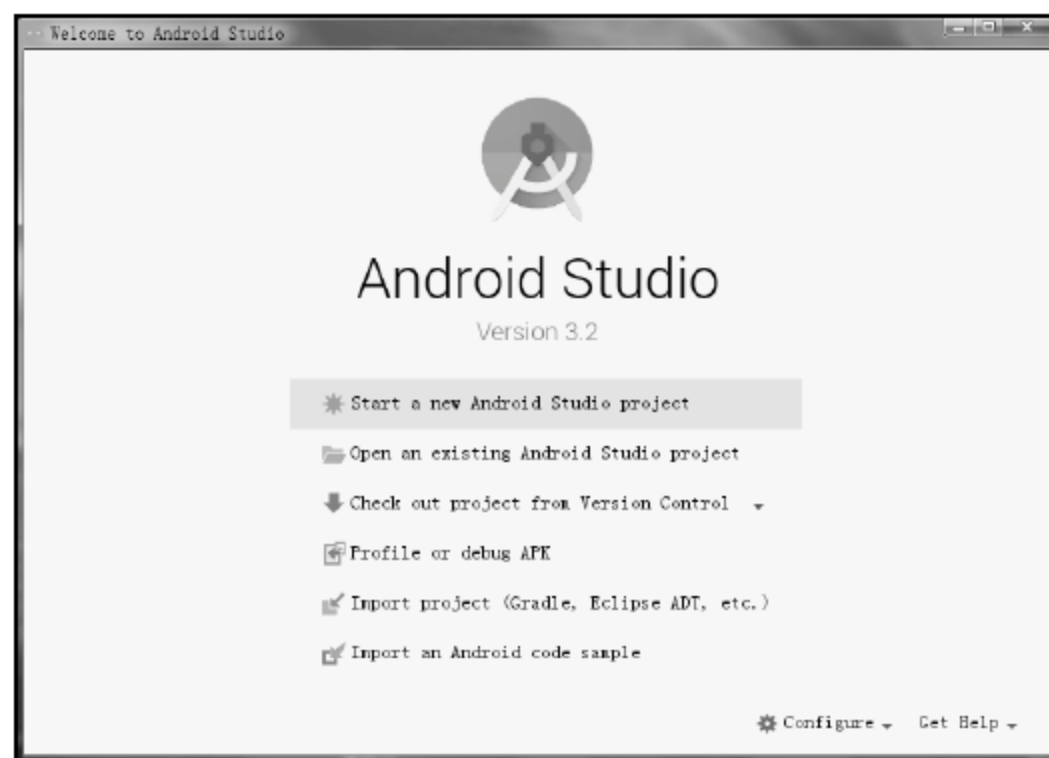 Welcome to Android Studio
Android Studio
Version 3.2
Start a new Android Studio project
Open an existing Android Studio project
Check out project from Version Control
Profile or debug APK
Import project (Gradle, Eclipse ADT, etc.)
Import an Android code sample
Configure Get Help